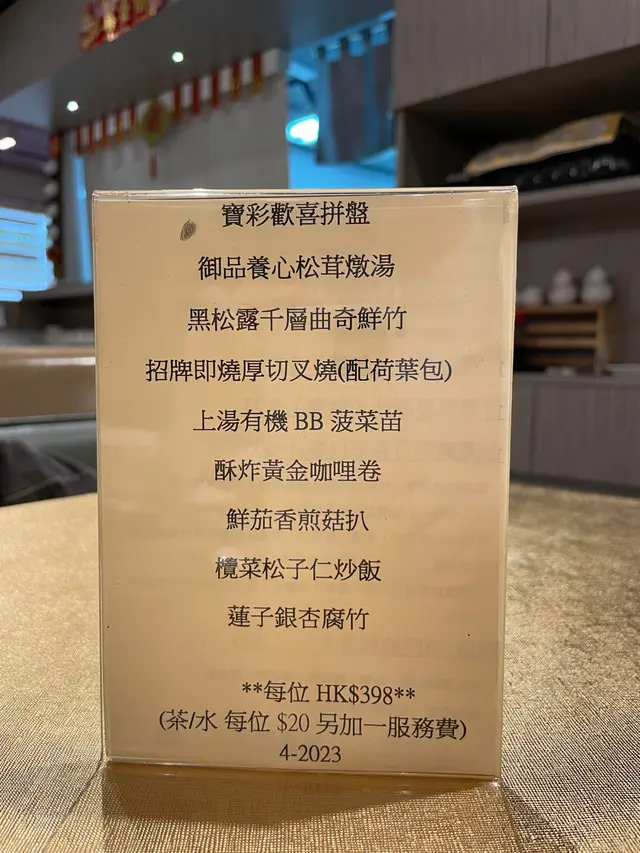 寶彩歡喜拼盤
御品養心松茸燉湯
黑松露千層曲奇鮮竹
招牌即燒厚切叉燒(配荷葉包)
上湯有機 BB 菠菜苗
酥炸黃金咖哩卷
鮮茄香煎菇扒
欖菜松子仁炒飯
蓮子銀杏腐竹
**每位 HK$398**
(茶/水 每位 $20 另加一服務費)
4-2023